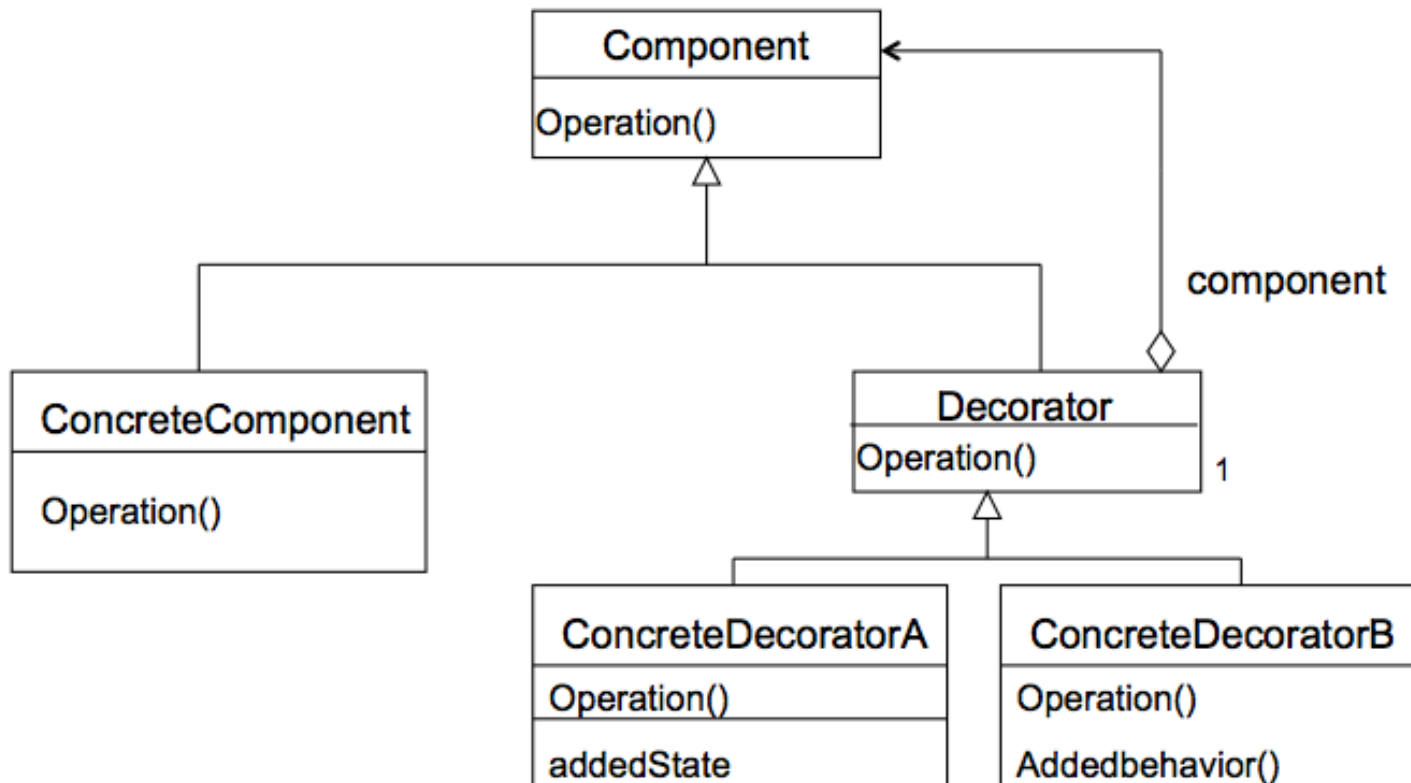 Component
Operation()
component
ConcreteComponent
Operation()
Decorator
Operation()
1
ConcreteDecoratorA
Operation()
addedState
ConcreteDecoratorB
Operation()
Addedbehavior()